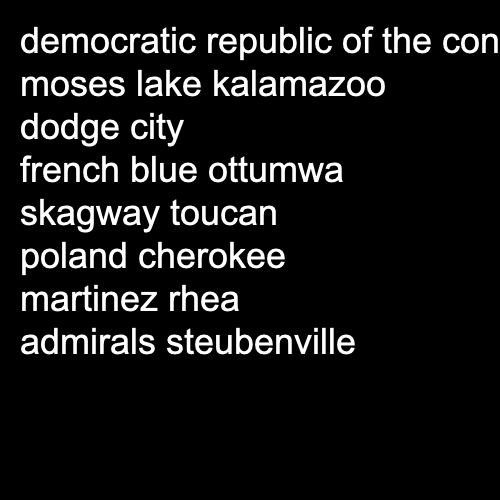 democratic republic of the con
moses lake kalamazoo
dodge city
french blue ottumwa
skagway toucan
poland cherokee
martinez rhea
admirals steubenville